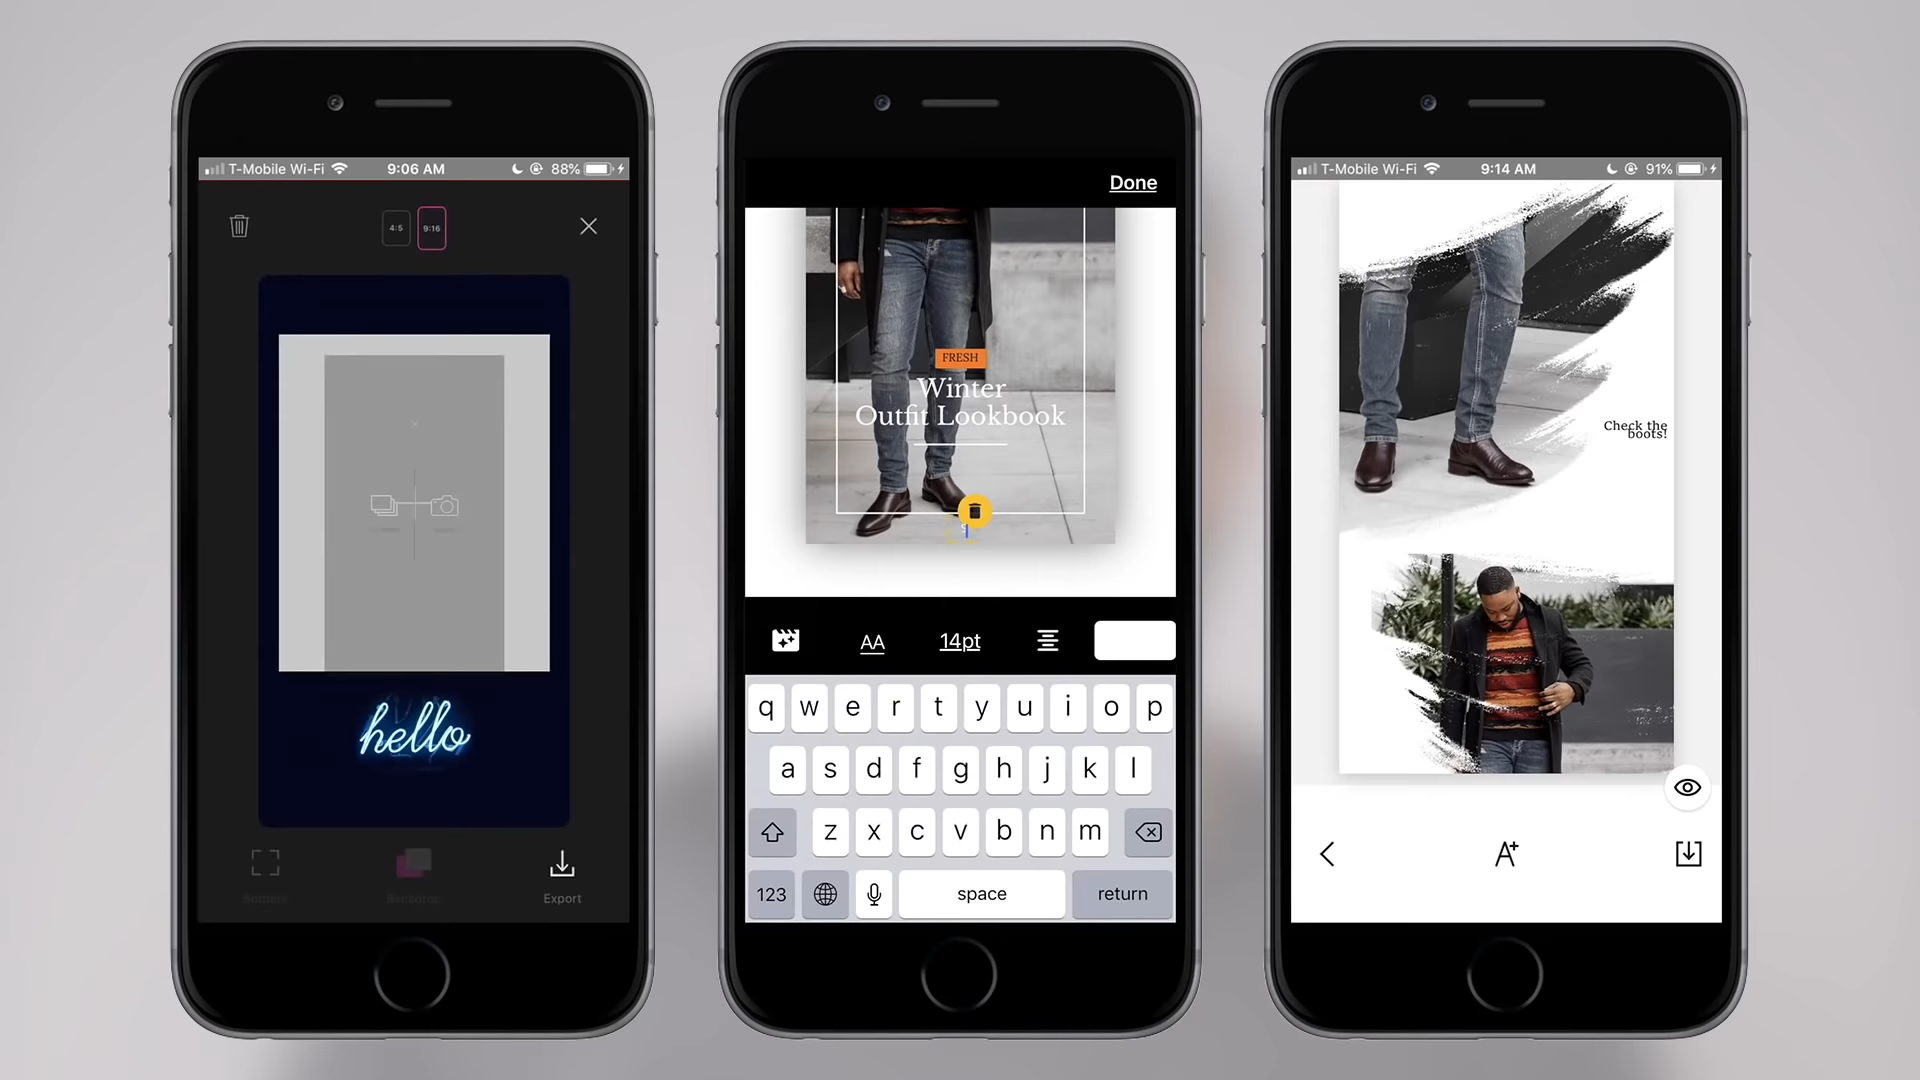 T-Mobile Wi-Fi 9:06 AM 88%
4:5 9:16
hello
Export
Done
FRESH
Winter
Outfit Lookbook
AA 14pt
q w e r t y u i o p
a s d f g h j k l
z x c v b n m
123 space return
T-Mobile Wi-Fi 9:14 AM 91%
Check the
boots!
A+